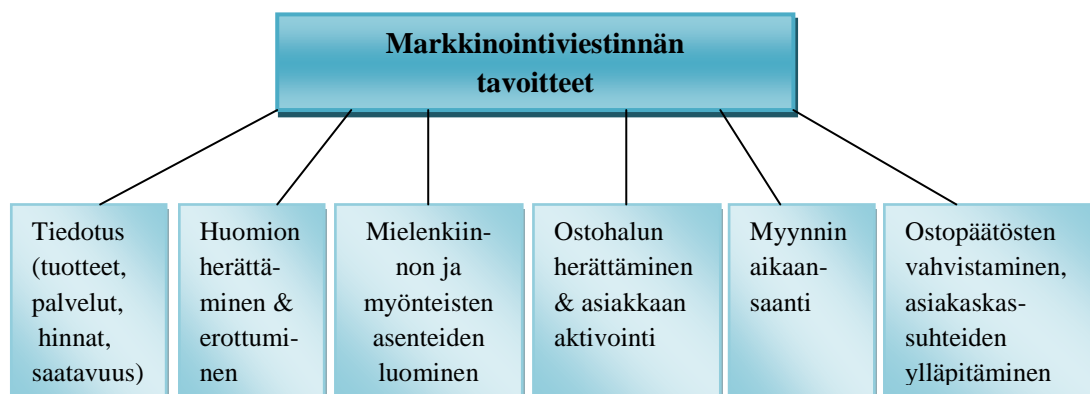 Markkinointiviestinnän
tavoitteet
Tiedotus
(tuotteet,
palvelut,
hinnat,
saatavuus)
Huomion
herättä-
minen &
erottumi-
nen
Mielenkiin-
non ja
myönteisten
asenteiden
luominen
Ostohalun
herättäminen
& asiakkaan
aktivointi
Myynnin
aikaan-
saanti
Ostopäätösten
vahvistaminen,
asiakaskas-
suhteiden
ylläpitäminen